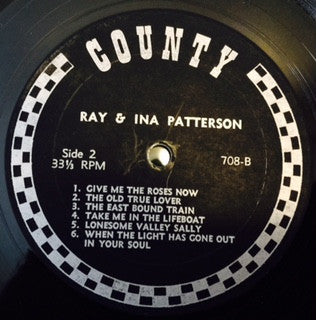 COUNTY
RAY & INA PATTERSON
Side 2
33⅓ RPM
708-B
1. GIVE ME THE ROSES NOW
2. THE OLD TRUE LOVER
3. THE EAST BOUND TRAIN
4. TAKE ME IN THE LIFEBOAT
5. LONESOME VALLEY SALLY
6. WHEN THE LIGHT HAS GONE OUT
IN YOUR SOUL